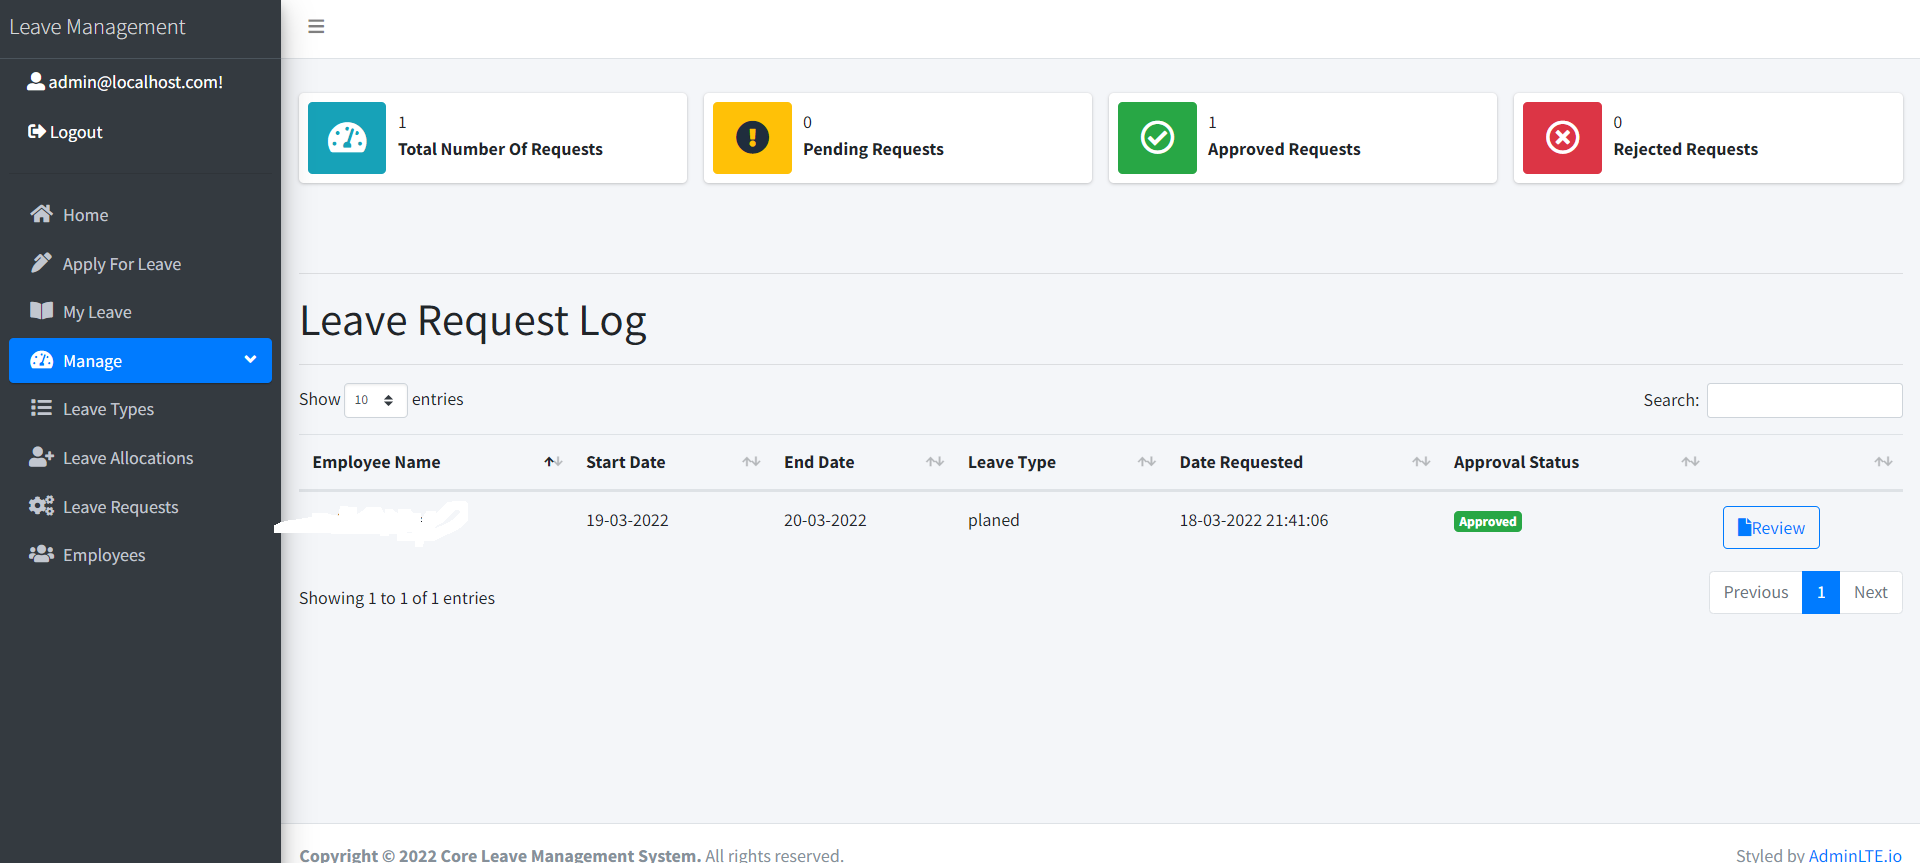 Leave Management
admin@localhost.com!
Logout
Home
Apply For Leave
My Leave
Manage
Leave Types
Leave Allocations
Leave Requests
Employees
1
Total Number Of Requests
0
Pending Requests
1
Approved Requests
0
Rejected Requests
Leave Request Log
Show 10 entries Search:
Employee Name Start Date End Date Leave Type Date Requested Approval Status
19-03-2022 20-03-2022 planed 18-03-2022 21:41:06 Approved Review
Showing 1 to 1 of 1 entries
Previous 1 Next
Copyright © 2022 Core Leave Management System. All rights reserved. Styled by AdminLTE.io